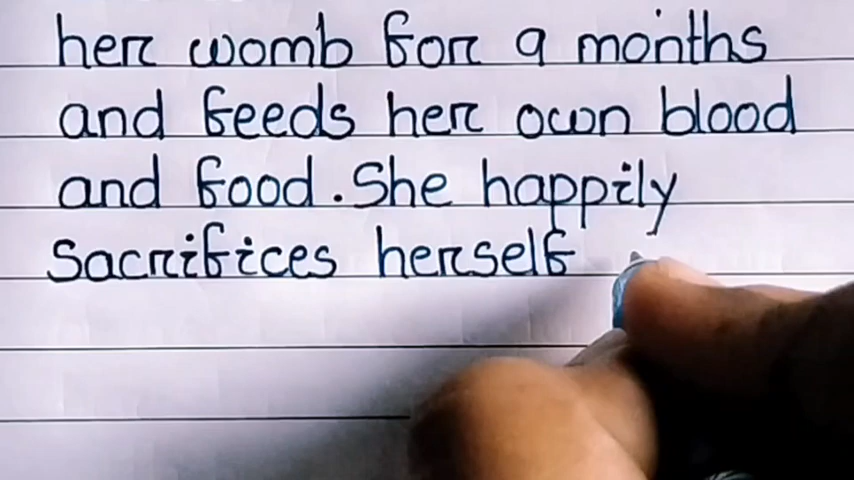 her womb for 9 months
and feeds her own blood
and food. She happily
sacrifices herself